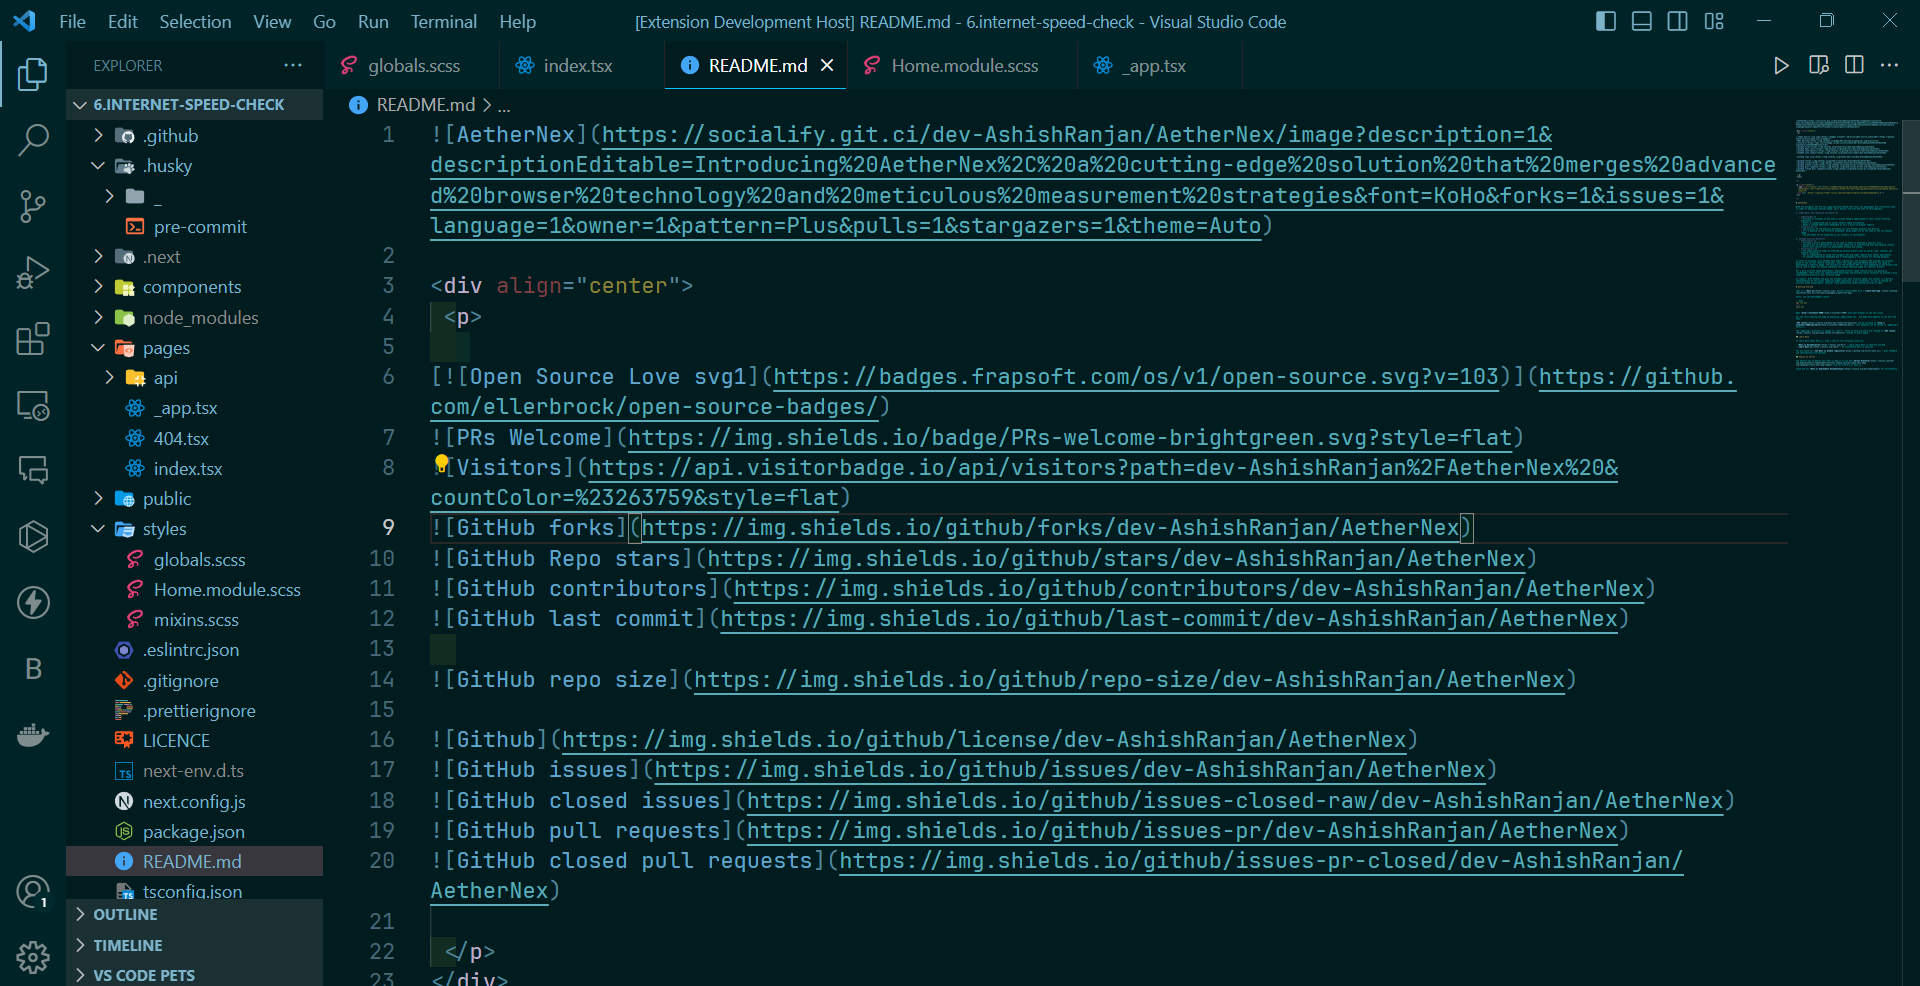 File Edit Selection View Go Run Terminal Help [Extension Development Host] README.md - 6.internet-speed-check - Visual Studio Code
EXPLORER
globals.scss index.tsx README.md Home.module.scss _app.tsx
6.INTERNET-SPEED-CHECK
.github
.husky
_
pre-commit
.next
components
node_modules
pages
api
_app.tsx
404.tsx
index.tsx
public
styles
globals.scss
Home.module.scss
mixins.scss
.eslintrc.json
.gitignore
.prettierignore
LICENCE
next-env.d.ts
next.config.js
package.json
README.md
tsconfig.json
OUTLINE
TIMELINE
VS CODE PETS
B
1
README.md > ...
1 ![AetherNex](https://socialify.git.ci/dev-AshishRanjan/AetherNex/image?description=1&
descriptionEditable=Introducing%20AetherNex%2C%20a%20cutting-edge%20solution%20that%20merges%20advance
d%20browser%20technology%20and%20meticulous%20measurement%20strategies&font=KoHo&forks=1&issues=1&
language=1&owner=1&pattern=Plus&pulls=1&stargazers=1&theme=Auto)
2
3 <div align="center">
4 <p>
5
6 [![Open Source Love svg1](https://badges.frapsoft.com/os/v1/open-source.svg?v=103)](https://github.
com/ellerbrock/open-source-badges/)
7 ![PRs Welcome](https://img.shields.io/badge/PRs-welcome-brightgreen.svg?style=flat)
8 ![Visitors](https://api.visitorbadge.io/api/visitors?path=dev-AshishRanjan%2FAetherNex%20&
countColor=%23263759&style=flat)
9 ![GitHub forks](https://img.shields.io/github/forks/dev-AshishRanjan/AetherNex)
10 ![GitHub Repo stars](https://img.shields.io/github/stars/dev-AshishRanjan/AetherNex)
11 ![GitHub contributors](https://img.shields.io/github/contributors/dev-AshishRanjan/AetherNex)
12 ![GitHub last commit](https://img.shields.io/github/last-commit/dev-AshishRanjan/AetherNex)
13
14 ![GitHub repo size](https://img.shields.io/github/repo-size/dev-AshishRanjan/AetherNex)
15
16 ![Github](https://img.shields.io/github/license/dev-AshishRanjan/AetherNex)
17 ![GitHub issues](https://img.shields.io/github/issues/dev-AshishRanjan/AetherNex)
18 ![GitHub closed issues](https://img.shields.io/github/issues-closed-raw/dev-AshishRanjan/AetherNex)
19 ![GitHub pull requests](https://img.shields.io/github/issues-pr/dev-AshishRanjan/AetherNex)
20 ![GitHub closed pull requests](https://img.shields.io/github/issues-pr-closed/dev-AshishRanjan/
AetherNex)
21
22 </p>
23 </div>